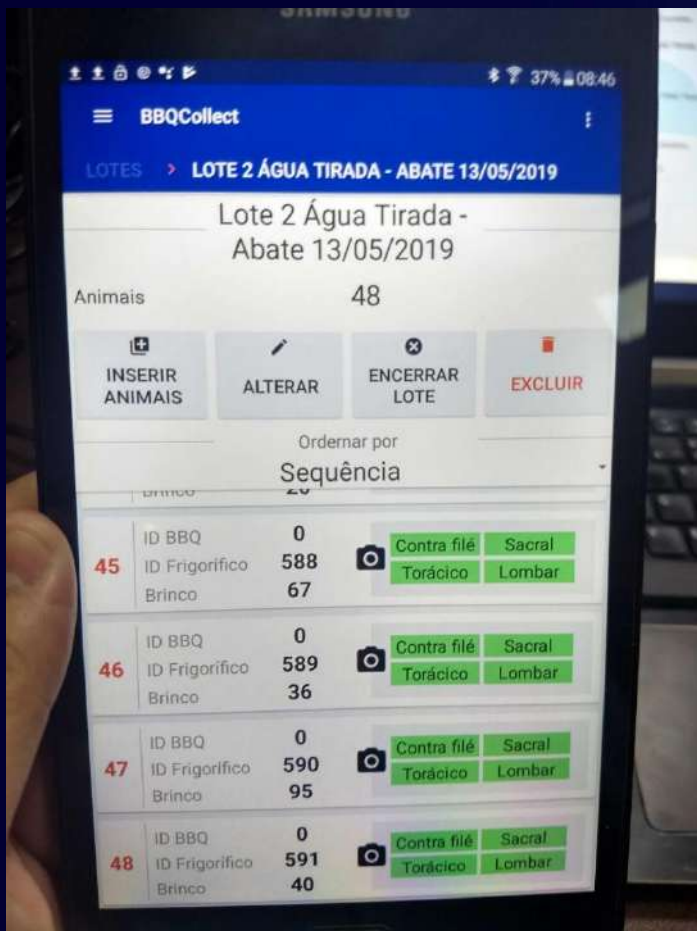 SAMSUNG
37% 08:46
BBQCollect
LOTES > LOTE 2 ÁGUA TIRADA - ABATE 13/05/2019
Lote 2 Água Tirada -
Abate 13/05/2019
Animais 48
INSERIR ANIMAIS
ALTERAR
ENCERRAR LOTE
EXCLUIR
Ordernar por
Sequência
Brinco 20
45
ID BBQ 0
ID Frigorífico 588
Brinco 67
Contra filé Sacral
Torácico Lombar
46
ID BBQ 0
ID Frigorífico 589
Brinco 36
Contra filé Sacral
Torácico Lombar
47
ID BBQ 0
ID Frigorífico 590
Brinco 95
Contra filé Sacral
Torácico Lombar
48
ID BBQ 0
ID Frigorífico 591
Brinco 40
Contra filé Sacral
Torácico Lombar